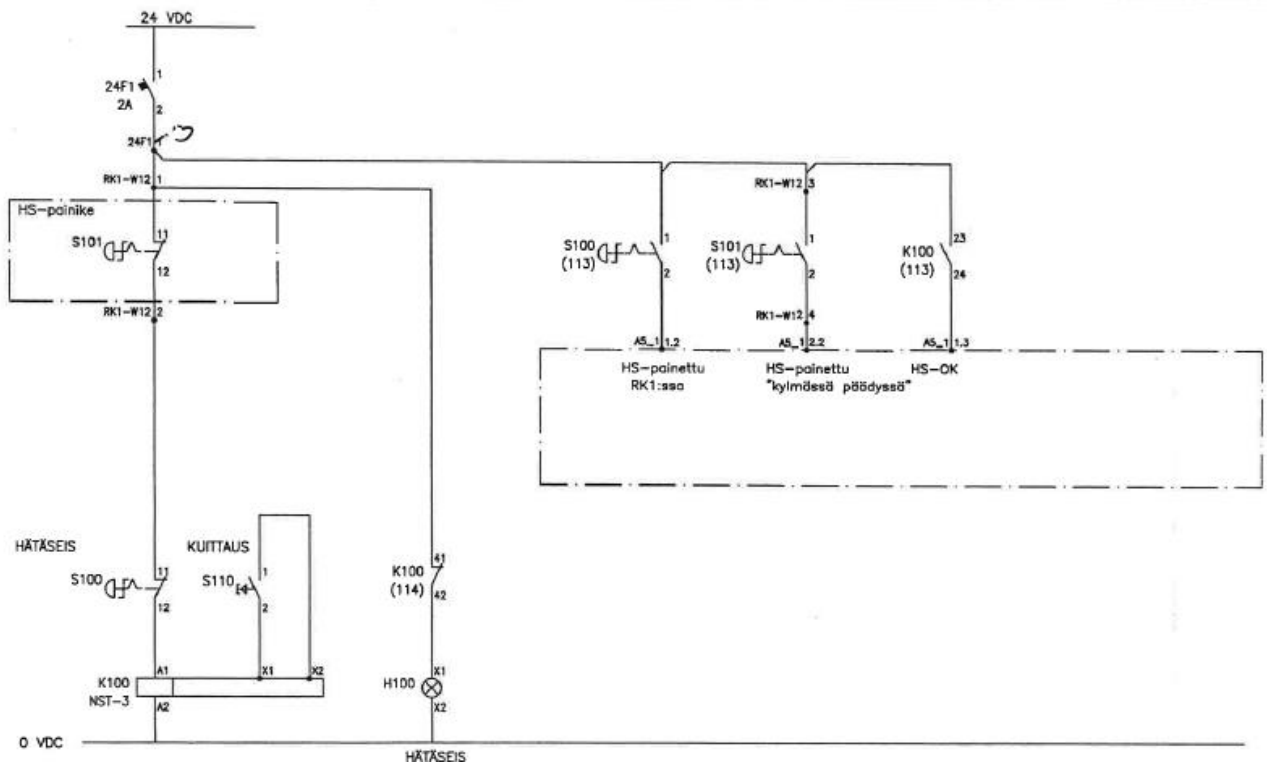 24 VDC
1
24F1
2A
2
24F1 1
RK1-W12 1
RK1-W12 3
HS-painike
S101
11
12
S100
(113)
1
2
S101
(113)
1
2
K100
(113)
23
24
RK1-W12 2
RK1-W12 4
A5_1 1.2
A5_1 2.2
A5_1 1.3
HS-painettu
RK1:ssa
HS-painettu
"kylmässä päädyssä"
HS-OK
HÄTÄSEIS
KUITTAUS
S100
11
12
S110
1
2
K100
(114)
41
42
K100
NST-3
A1
A2
X1
X2
H100
X1
X2
0 VDC
HÄTÄSEIS